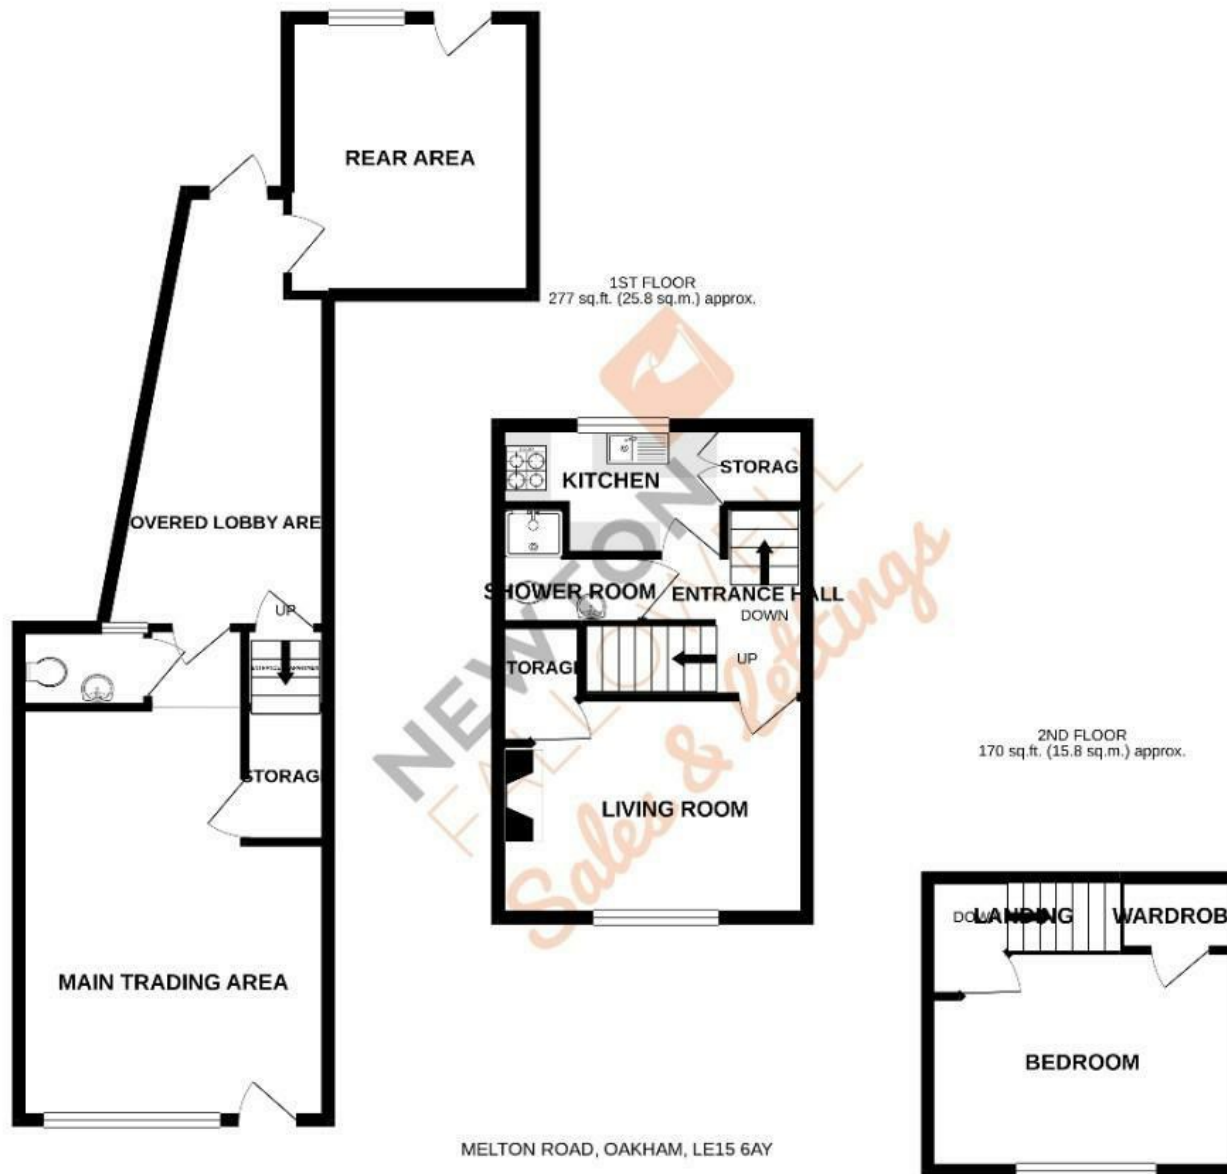 REAR AREA
1ST FLOOR
277 sq.ft. (25.8 sq.m.) approx.
KITCHEN
STORAG
OVERED LOBBY ARE
SHOWER ROOM
ENTRANCE HALL
DOWN
UP
UP
TORAGE
STORAG
LIVING ROOM
2ND FLOOR
170 sq.ft. (15.8 sq.m.) approx.
DOWN
LANDING
WARDROB
MAIN TRADING AREA
BEDROOM
NEWTON
FALLOWELL
Sales & Lettings
MELTON ROAD, OAKHAM, LE15 6AY